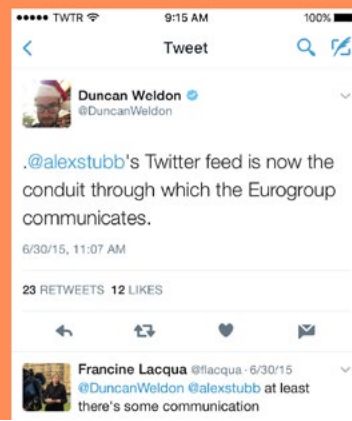 TWTR 9:15 AM 100%
Tweet
Duncan Weldon
@DuncanWeldon
.@alexstubb's Twitter feed is now the
conduit through which the Eurogroup
communicates.
6/30/15, 11:07 AM
23 RETWEETS 12 LIKES
Francine Lacqua @flacqua · 6/30/15
@DuncanWeldon @alexstubb at least
there's some communication